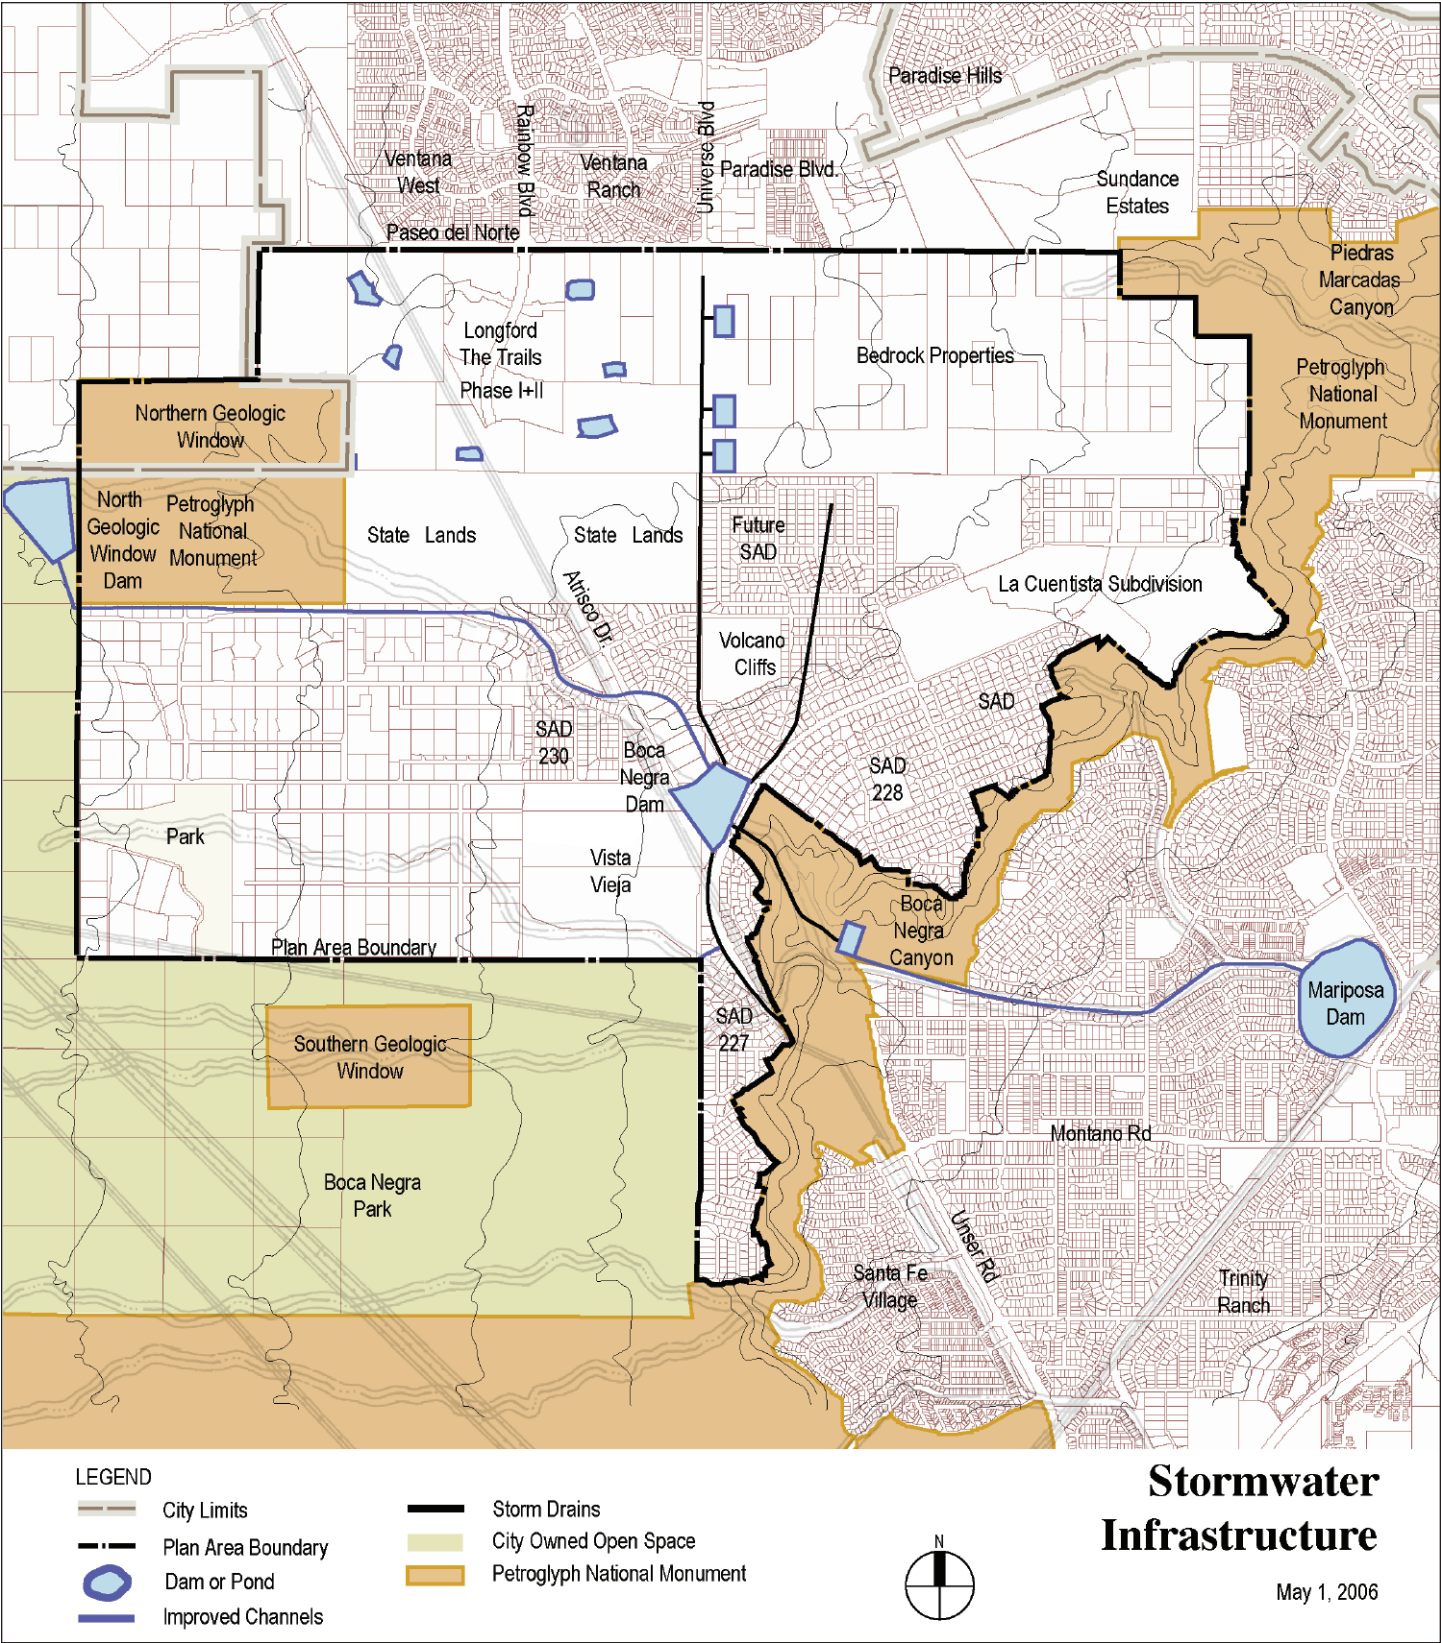 Paradise Hills
Rainbow Blvd
Universe Blvd
Ventana
West
Ventana
Ranch
Paradise Blvd.
Sundance
Estates
Paseo del Norte
Piedras
Marcadas
Canyon
Longford
The Trails
Phase I+II
Bedrock Properties
Petroglyph
National
Monument
Northern Geologic
Window
North
Geologic
Window
Dam
Petroglyph
National
Monument
State Lands
State Lands
Future
SAD
Atrisco Dr.
La Cuentista Subdivision
Volcano
Cliffs
SAD
SAD
230
Boca
Negra
Dam
SAD
228
Park
Vista
Vieja
Boca
Negra
Canyon
Plan Area Boundary
Mariposa
Dam
SAD
227
Southern Geologic
Window
Montano Rd
Boca Negra
Park
Unser Rd
Santa Fe
Village
Trinity
Ranch
LEGEND
City Limits
Plan Area Boundary
Dam or Pond
Improved Channels
Storm Drains
City Owned Open Space
Petroglyph National Monument
N
Stormwater
Infrastructure
May 1, 2006